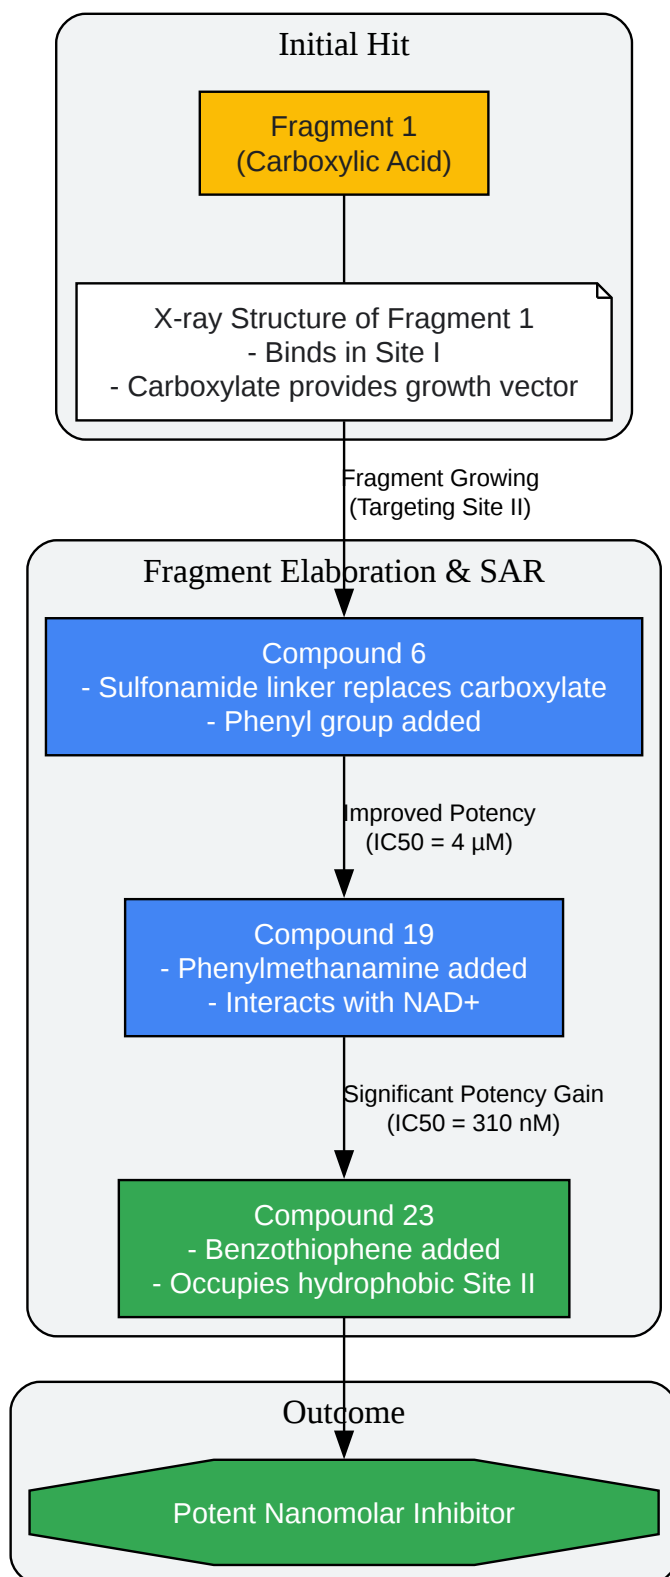 Initial Hit
Fragment 1
(Carboxylic Acid)
X-ray Structure of Fragment 1
- Binds in Site I
- Carboxylate provides growth vector
Fragment Growing
(Targeting Site II)
Fragment Elaboration & SAR
Compound 6
- Sulfonamide linker replaces carboxylate
- Phenyl group added
Improved Potency
(IC50 = 4 µM)
Compound 19
- Phenylmethanamine added
- Interacts with NAD+
Significant Potency Gain
(IC50 = 310 nM)
Compound 23
- Benzothiophene added
- Occupies hydrophobic Site II
Outcome
Potent Nanomolar Inhibitor